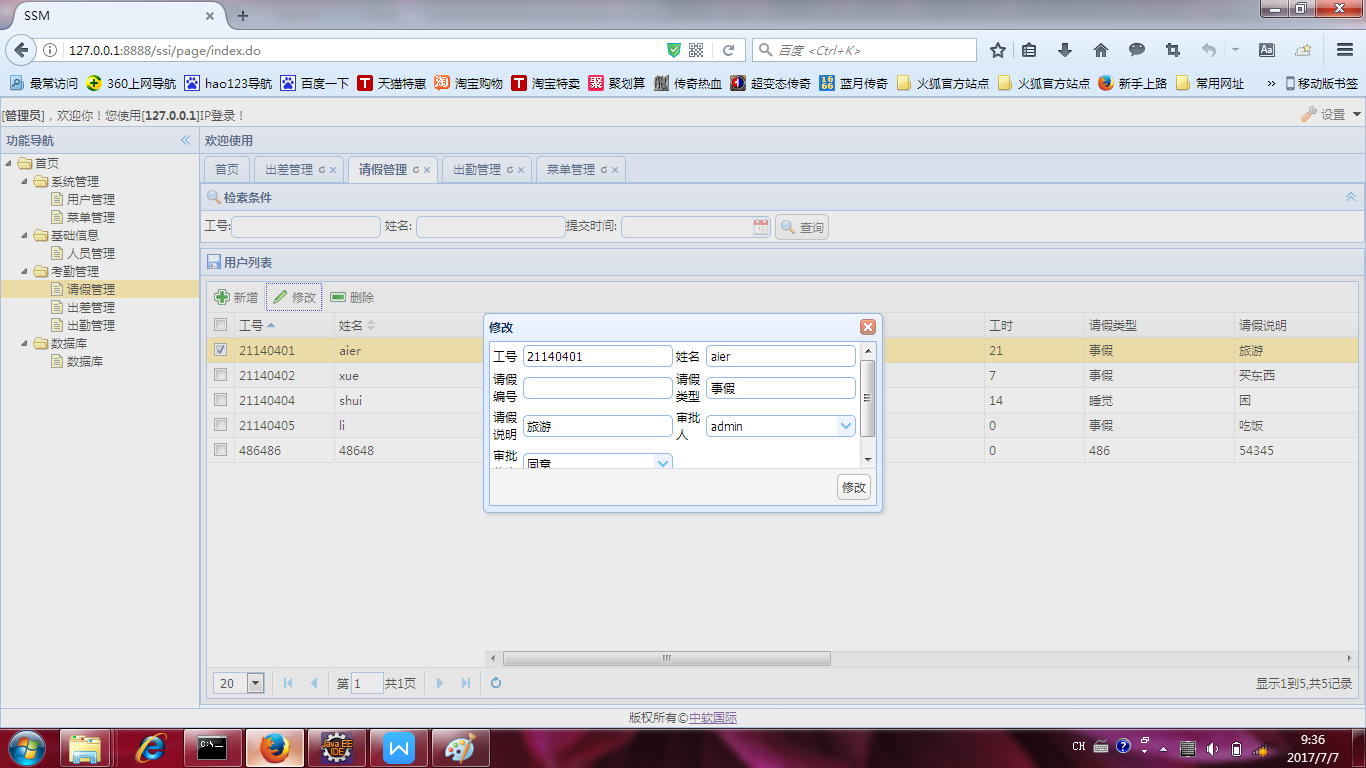 SSM
127.0.0.1:8888/ssi/page/index.do
百度 <Ctrl+K>
最常访问 360上网导航 hao123导航 百度一下 天猫特惠 淘宝购物 淘宝特卖 聚划算 传奇热血 超变态传奇 蓝月传奇 火狐官方站点 火狐官方站点 新手上路 常用网址 » 移动版书签
[管理员]，欢迎你！您使用[127.0.0.1]IP登录！ 设置
功能导航 欢迎使用
首页 出差管理 请假管理 出勤管理 菜单管理
首页
系统管理
用户管理
菜单管理
基础信息
人员管理
考勤管理
请假管理
出差管理
出勤管理
数据库
数据库
检索条件
工号: 姓名: 提交时间: 查询
用户列表
新增 修改 删除
工号 姓名 工时 请假类型 请假说明
21140401 aier 21 事假 旅游
21140402 xue 7 事假 买东西
21140404 shui 14 睡觉 困
21140405 li 0 事假 吃饭
486486 48648 0 486 54345
修改
工号 21140401 姓名 aier
请假编号 请假类型 事假
请假说明 旅游 审批人 admin
审批
修改
20 第 1 共1页 显示1到5,共5记录
版权所有©中软国际
C:\
Java EE
IDE
W
CH 9:36
2017/7/7